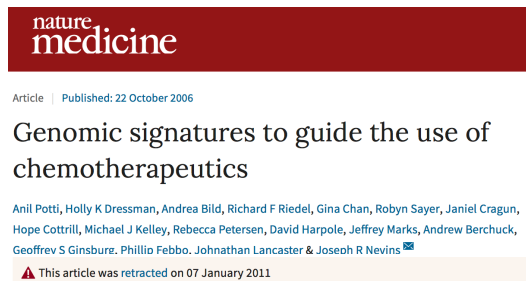 nature
medicine
Article | Published: 22 October 2006
Genomic signatures to guide the use of
chemotherapeutics
Anil Potti, Holly K Dressman, Andrea Bild, Richard F Riedel, Gina Chan, Robyn Sayer, Janiel Cragun,
Hope Cottrill, Michael J Kelley, Rebecca Petersen, David Harpole, Jeffrey Marks, Andrew Berchuck,
Geoffrey S Ginsburg, Phillip Febbo, Johnathan Lancaster & Joseph R Nevins
This article was retracted on 07 January 2011